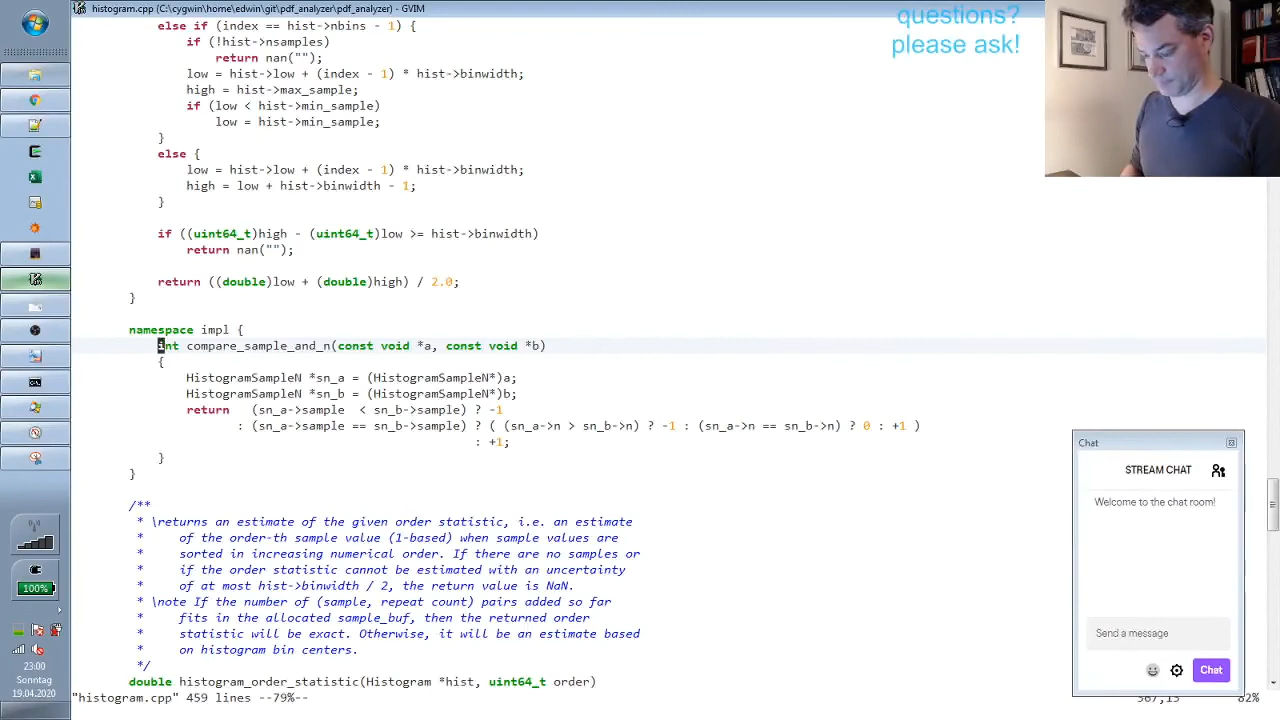 histogram.cpp (C:\cygwin\home\edwin\git\pdf_analyzer\pdf_analyzer) - GVIM
questions?
please ask!
else if (index == hist->nbins - 1) {
if (!hist->nsamples)
return nan("");
low = hist->low + (index - 1) * hist->binwidth;
high = hist->max_sample;
if (low < hist->min_sample)
low = hist->min_sample;
}
else {
low = hist->low + (index - 1) * hist->binwidth;
high = low + hist->binwidth - 1;
}
if ((uint64_t)high - (uint64_t)low >= hist->binwidth)
return nan("");
return ((double)low + (double)high) / 2.0;
}
namespace impl {
int compare_sample_and_n(const void *a, const void *b)
{
HistogramSampleN *sn_a = (HistogramSampleN*)a;
HistogramSampleN *sn_b = (HistogramSampleN*)b;
return (sn_a->sample < sn_b->sample) ? -1
: (sn_a->sample == sn_b->sample) ? ( (sn_a->n > sn_b->n) ? -1 : (sn_a->n == sn_b->n) ? 0 : +1 )
: +1;
}
}
/**
* \returns an estimate of the given order statistic, i.e. an estimate
* of the order-th sample value (1-based) when sample values are
* sorted in increasing numerical order. If there are no samples or
* if the order statistic cannot be estimated with an uncertainty
* of at most hist->binwidth / 2, the return value is NaN.
* \note If the number of (sample, repeat count) pairs added so far
* fits in the allocated sample_buf, then the returned order
* statistic will be exact. Otherwise, it will be an estimate based
* on histogram bin centers.
*/
double histogram_order_statistic(Histogram *hist, uint64_t order)
"histogram.cpp" 459 lines --79%--
367,13
82%
Chat
STREAM CHAT
Welcome to the chat room!
Send a message
Chat
100%
23:00
Sonntag
19.04.2020